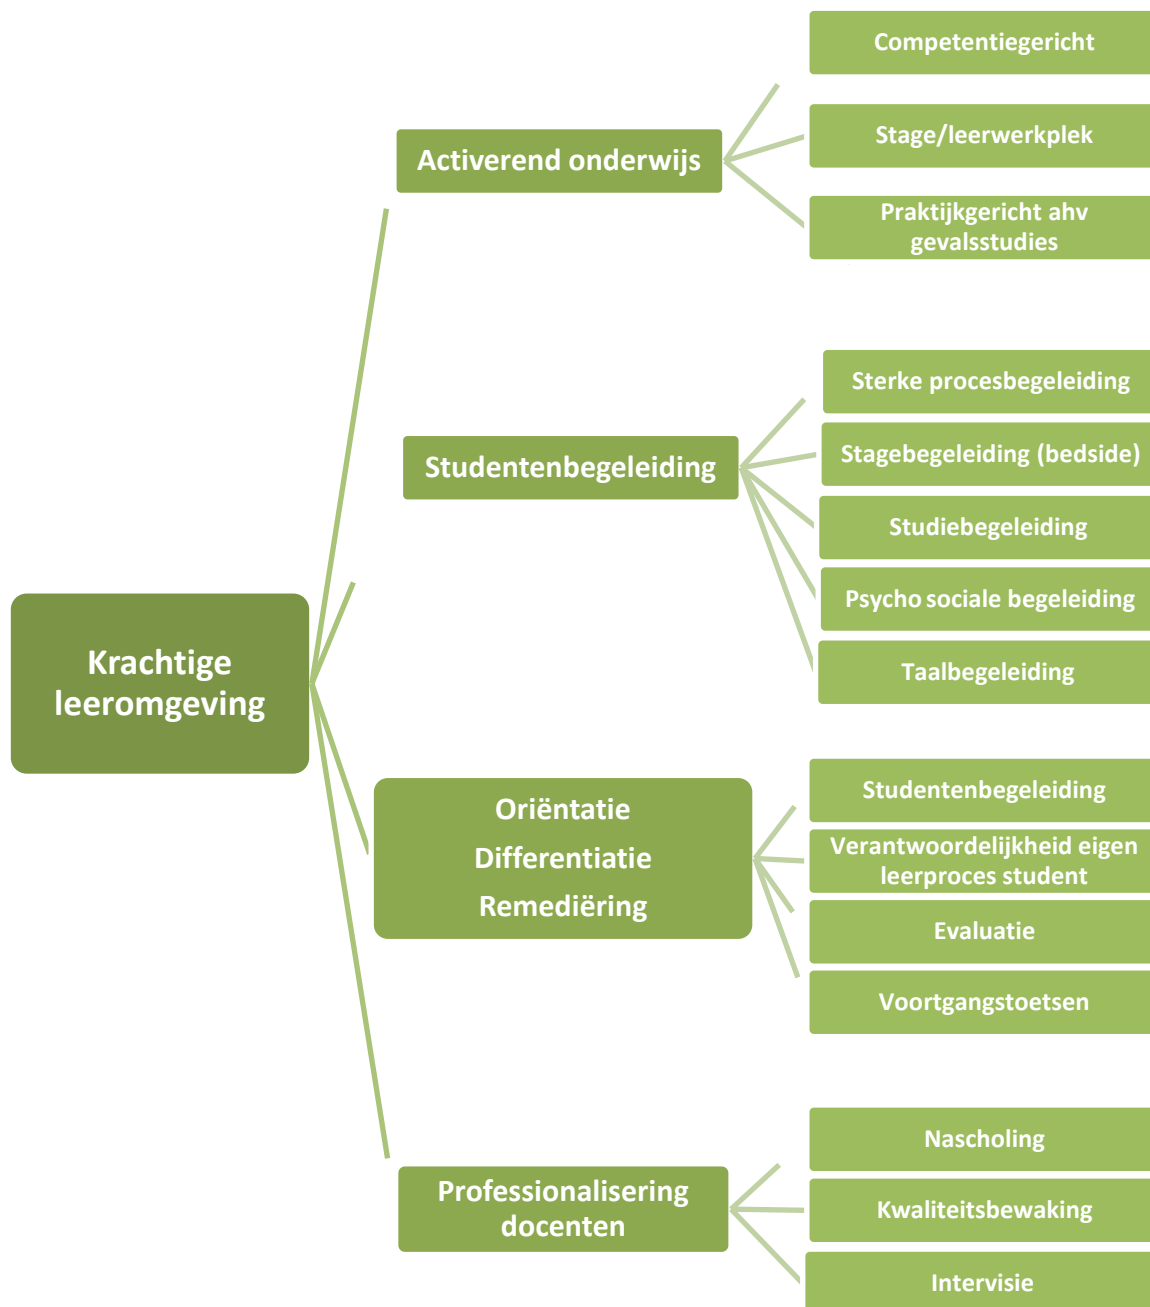 Competentiegericht
Stage/leerwerkplek
Activerend onderwijs
Praktijkgericht ahv
gevalsstudies
Sterke procesbegeleiding
Stagebegeleiding (bedside)
Studentenbegeleiding
Studiebegeleiding
Psycho sociale begeleiding
Taalbegeleiding
Krachtige
leeromgeving
Oriëntatie
Differentiatie
Remediëring
Studentenbegeleiding
Verantwoordelijkheid eigen
leerproces student
Evaluatie
Voortgangstoetsen
Professionalisering
docenten
Nascholing
Kwaliteitsbewaking
Intervisie